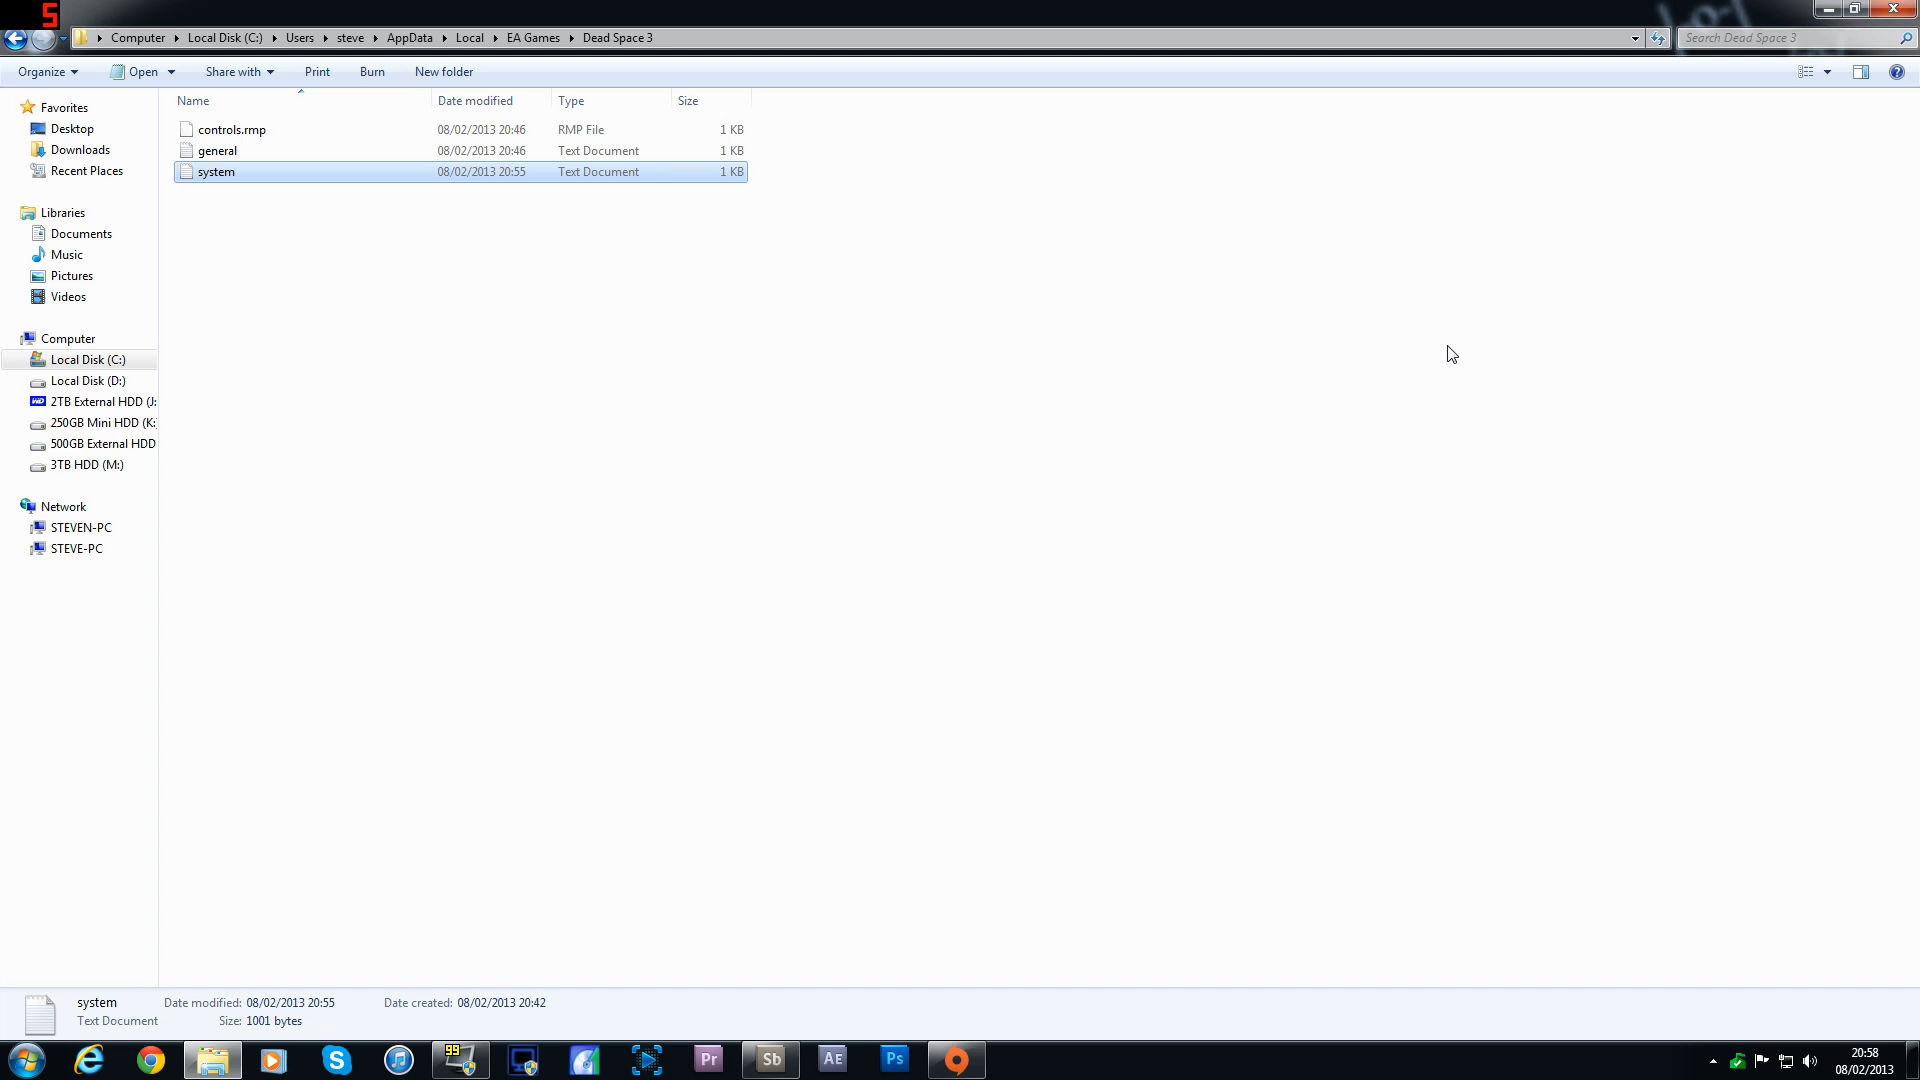 5
Computer Local Disk (C:) Users steve AppData Local EA Games Dead Space 3
Search Dead Space 3
Organize Open Share with Print Burn New folder
Name Date modified Type Size
controls.rmp 08/02/2013 20:46 RMP File 1 KB
general 08/02/2013 20:46 Text Document 1 KB
system 08/02/2013 20:55 Text Document 1 KB
Favorites
Desktop
Downloads
Recent Places
Libraries
Documents
Music
Pictures
Videos
Computer
Local Disk (C:)
Local Disk (D:)
2TB External HDD (J:
250GB Mini HDD (K:
500GB External HDD
3TB HDD (M:)
Network
STEVEN-PC
STEVE-PC
system Date modified: 08/02/2013 20:55 Date created: 08/02/2013 20:42
Text Document Size: 1001 bytes
99 Pr Sb AE Ps
20:58
08/02/2013